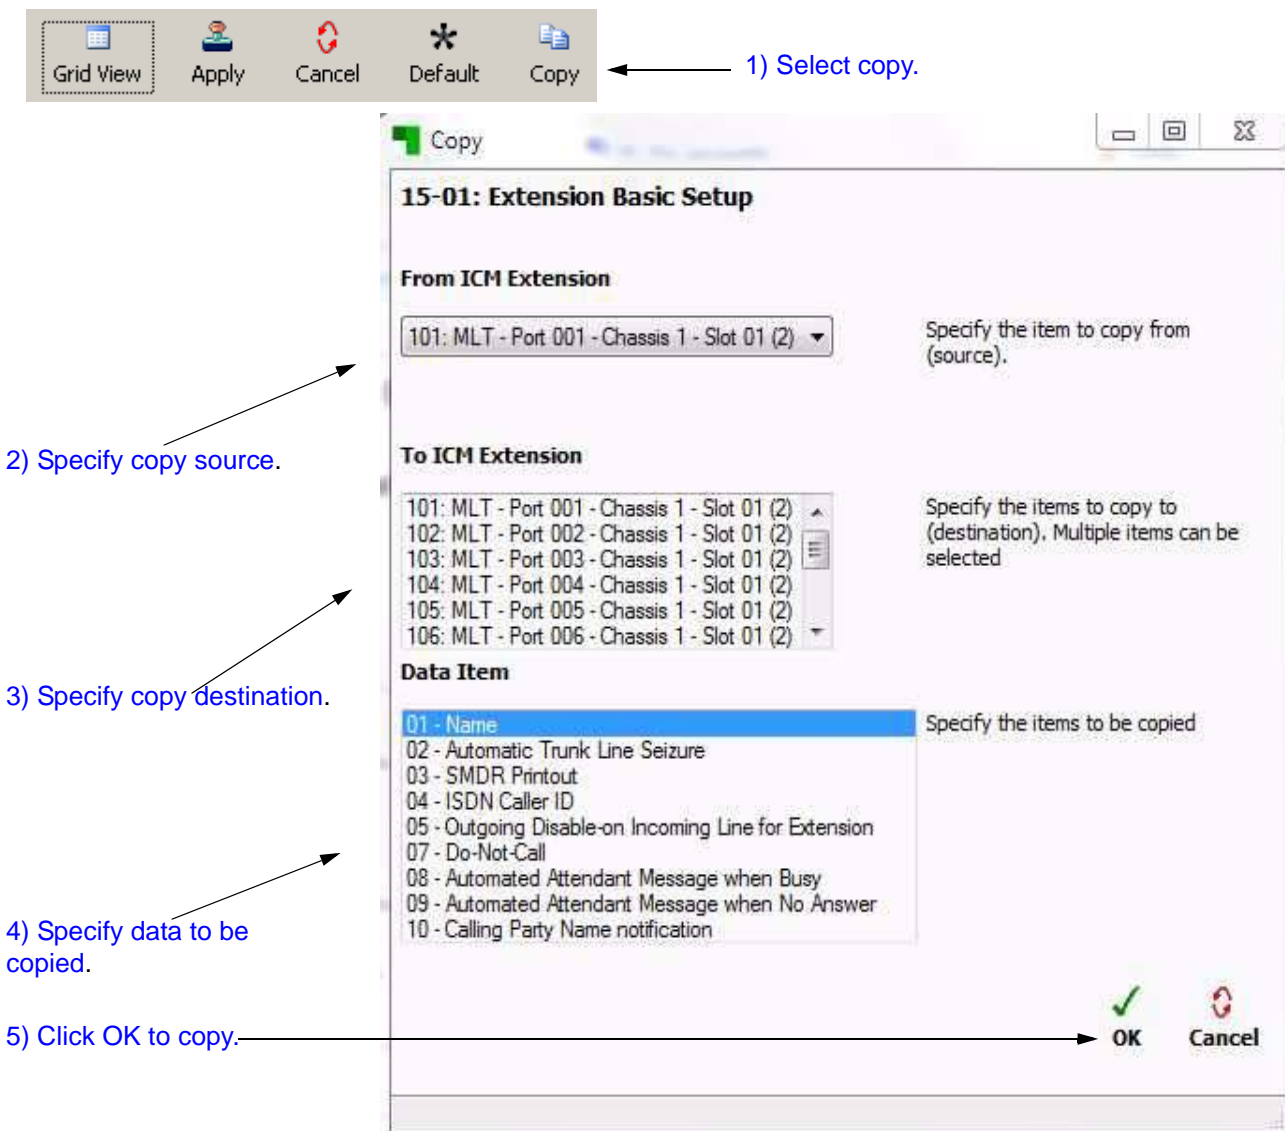 Grid View Apply Cancel Default Copy
1) Select copy.
Copy
15-01: Extension Basic Setup
From ICM Extension
101: MLT - Port 001 - Chassis 1 - Slot 01 (2)
Specify the item to copy from
(source).
2) Specify copy source.
To ICM Extension
101: MLT - Port 001 - Chassis 1 - Slot 01 (2)
102: MLT - Port 002 - Chassis 1 - Slot 01 (2)
103: MLT - Port 003 - Chassis 1 - Slot 01 (2)
104: MLT - Port 004 - Chassis 1 - Slot 01 (2)
105: MLT - Port 005 - Chassis 1 - Slot 01 (2)
106: MLT - Port 006 - Chassis 1 - Slot 01 (2)
Specify the items to copy to
(destination). Multiple items can be
selected
3) Specify copy destination.
Data Item
01 - Name
02 - Automatic Trunk Line Seizure
03 - SMDR Printout
04 - ISDN Caller ID
05 - Outgoing Disable-on Incoming Line for Extension
07 - Do-Not-Call
08 - Automated Attendant Message when Busy
09 - Automated Attendant Message when No Answer
10 - Calling Party Name notification
Specify the items to be copied
4) Specify data to be
copied.
5) Click OK to copy.
OK Cancel